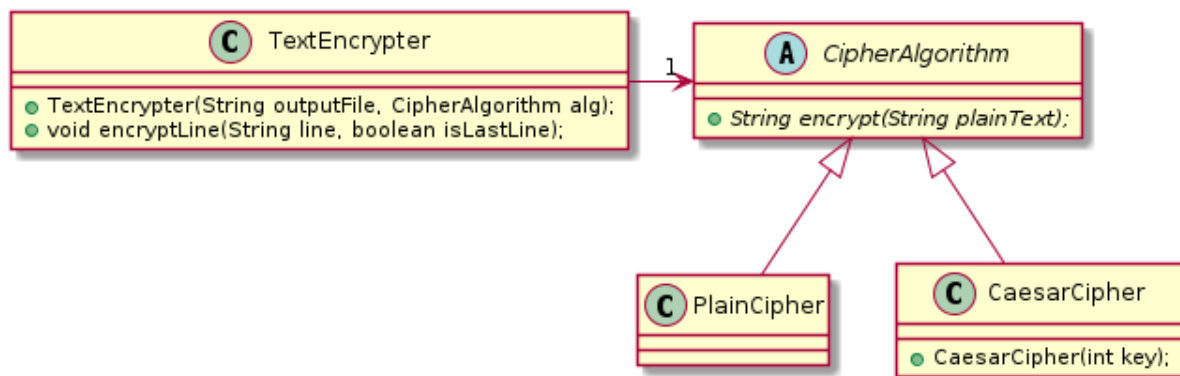 C TextEncrypter
TextEncrypter(String outputFile, CipherAlgorithm alg);
void encryptLine(String line, boolean isLastLine);
1
A CipherAlgorithm
String encrypt(String plainText);
C PlainCipher
C CaesarCipher
CaesarCipher(int key);